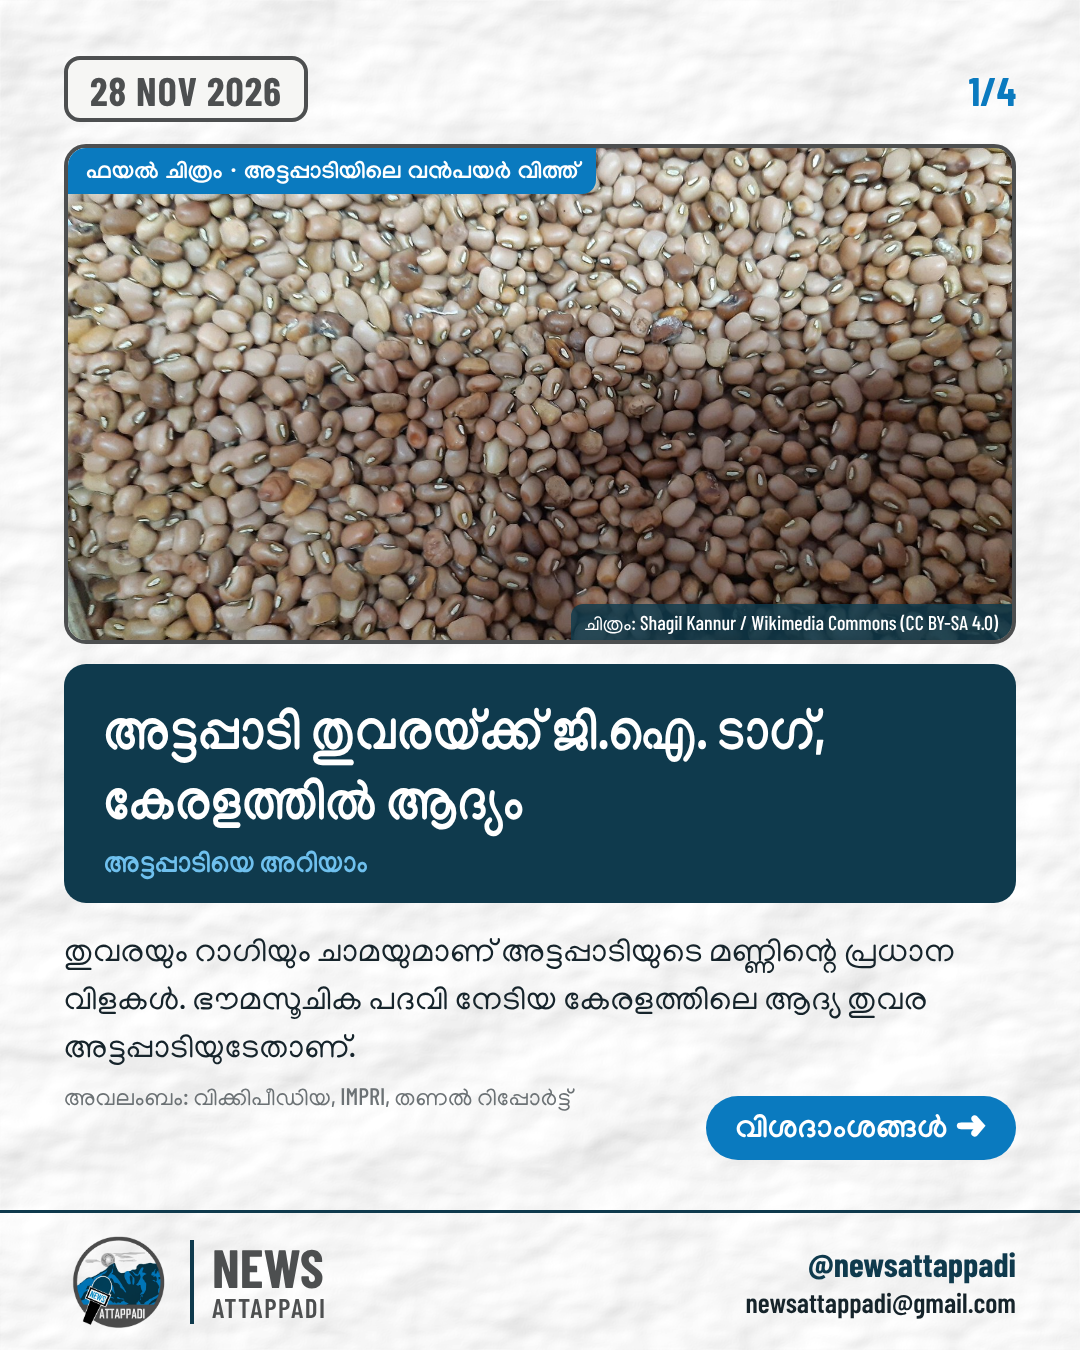 28 NOV 2026
1/4
ഫയൽ ചിത്രം · അട്ടപ്പാടിയിലെ വൻപയർ വിത്ത്
ചിത്രം: Shagil Kannur / Wikimedia Commons (CC BY-SA 4.0)
അട്ടപ്പാടി തുവരയ്ക്ക് ജി.ഐ. ടാഗ്,
കേരളത്തിൽ ആദ്യം
അട്ടപ്പാടിയെ അറിയാം
തുവരയും റാഗിയും ചാമയുമാണ് അട്ടപ്പാടിയുടെ മണ്ണിന്റെ പ്രധാന
വിളകൾ. ഭൗമസൂചിക പദവി നേടിയ കേരളത്തിലെ ആദ്യ തുവര
അട്ടപ്പാടിയുടേതാണ്.
അവലംബം: വിക്കിപീഡിയ, IMPRI, തണൽ റിപ്പോർട്ട്
വിശദാംശങ്ങൾ ➜
NEWS
ATTAPPADI
NEWS
ATTAPPADI
@newsattappadi
newsattappadi@gmail.com